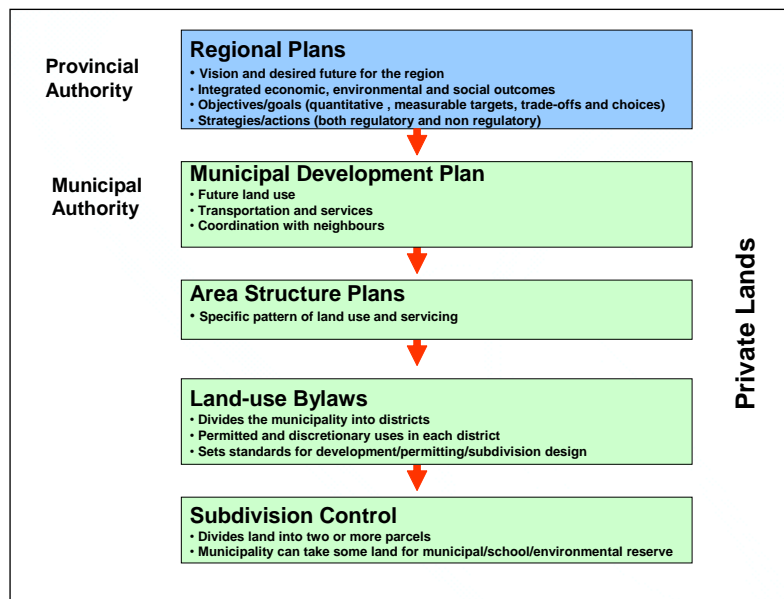 Provincial
Authority
Regional Plans
• Vision and desired future for the region
• Integrated economic, environmental and social outcomes
• Objectives/goals (quantitative , measurable targets, trade-offs and choices)
• Strategies/actions (both regulatory and non regulatory)
Municipal
Authority
Municipal Development Plan
• Future land use
• Transportation and services
• Coordination with neighbours
Area Structure Plans
• Specific pattern of land use and servicing
Land-use Bylaws
• Divides the municipality into districts
• Permitted and discretionary uses in each district
• Sets standards for development/permitting/subdivision design
Subdivision Control
• Divides land into two or more parcels
• Municipality can take some land for municipal/school/environmental reserve
Private Lands